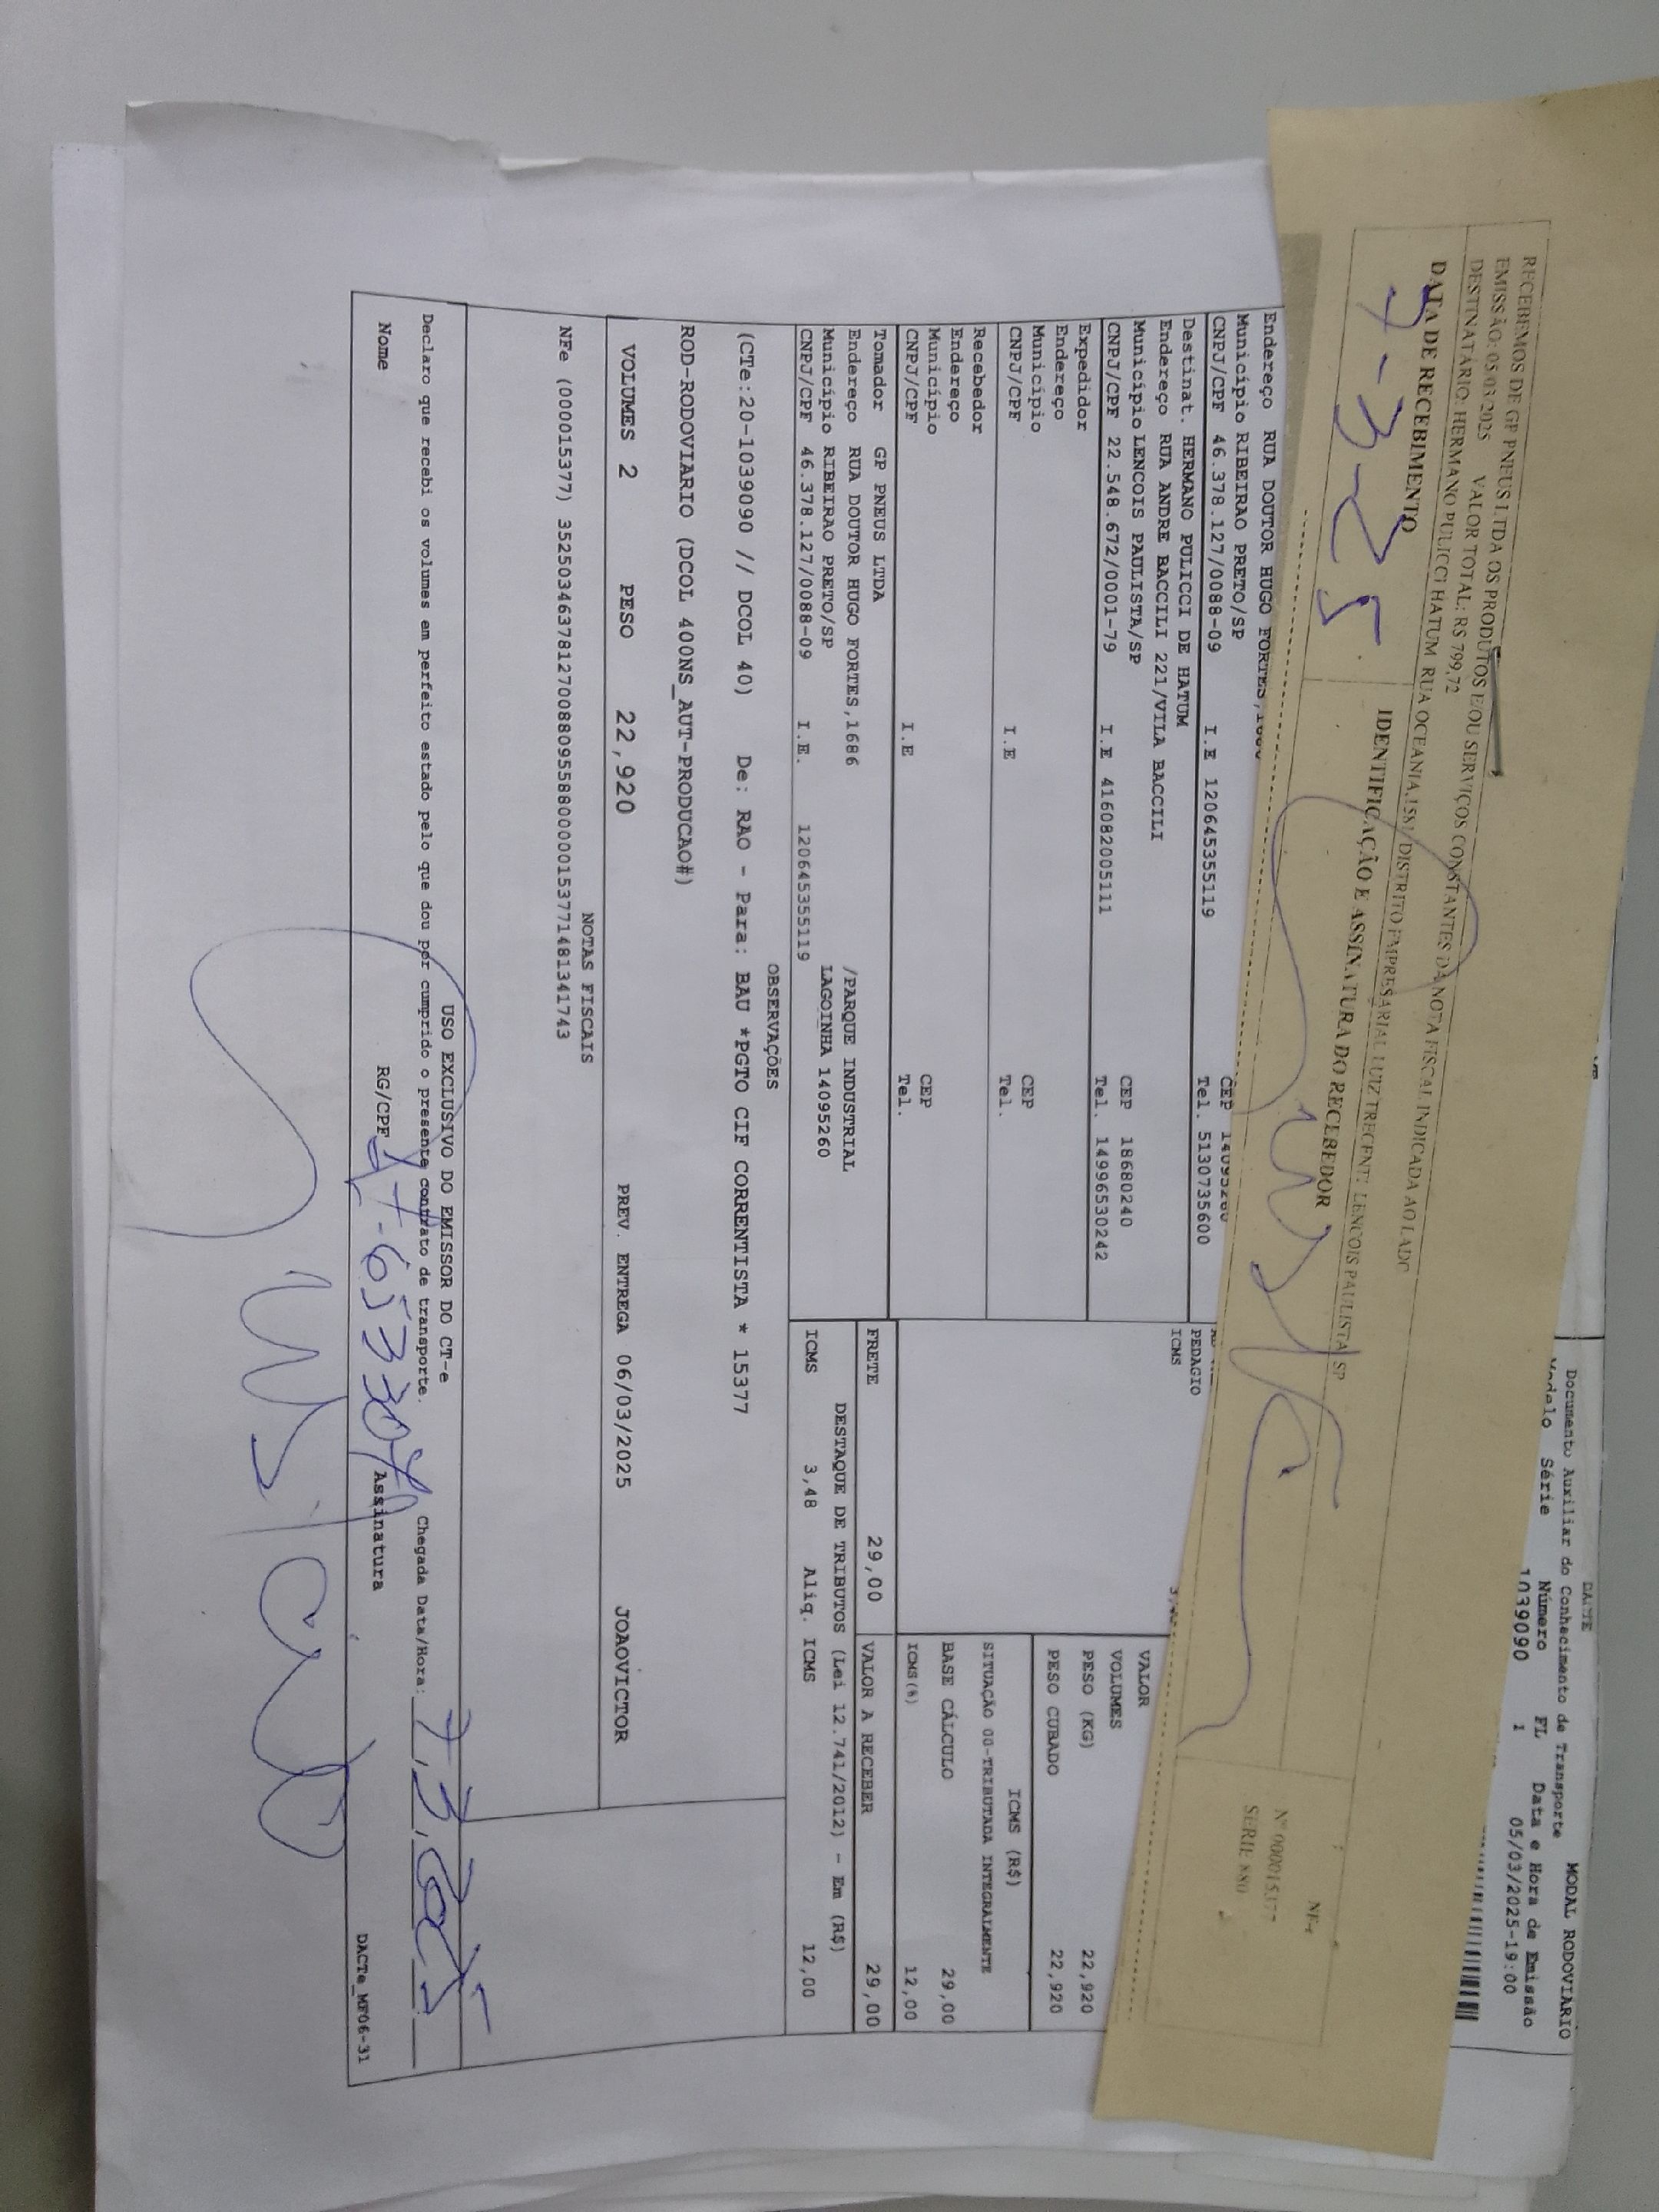 DACTE
Documento Auxiliar do Conhecimento de Transporte
MODAL RODOVIÁRIO
Modelo Série Número FL Data e Hora de Emissão
1039090 1 05/03/2025-19:00
RECEBEMOS DE GP PNEUS LTDA OS PRODUTOS E/OU SERVIÇOS CONSTANTES DA NOTA FISCAL INDICADA AO LADO
EMISSÃO: 05/03/2025 VALOR TOTAL: R$ 799,72
DESTINATÁRIO: HERMANO PULICCI HATUM RUA OCEANIA,158 / DISTRITO EMPRESARIAL LUIZ TRECENTI LENCOIS PAULISTA SP
DATA DE RECEBIMENTO
IDENTIFICAÇÃO E ASSINATURA DO RECEBEDOR
7-3-25
NF-e
Nº 000015377
SERIE 880
Endereço RUA DOUTOR HUGO FORTES,
Município RIBEIRAO PRETO/SP CEP
CNPJ/CPF 46.378.127/0088-09 I.E 120645355119 Tel. 5130735600
Destinat. HERMANO PULICCI DE HATUM
Endereço RUA ANDRE BACCILI 221/VILA BACCILI
Município LENCOIS PAULISTA/SP CEP 18680240
CNPJ/CPF 22.548.672/0001-79 I.E 416082005111 Tel. 14996530242
Expedidor
Endereço
Município CEP
CNPJ/CPF I.E Tel.
Recebedor
Endereço
Município CEP
CNPJ/CPF I.E Tel.
Tomador GP PNEUS LTDA
Endereço RUA DOUTOR HUGO FORTES,1686 /PARQUE INDUSTRIAL
Município RIBEIRAO PRETO/SP LAGOINHA 14095260
CNPJ/CPF 46.378.127/0088-09 I.E. 120645355119
PEDAGIO
ICMS
VALOR
VOLUMES
PESO (KG) 22,920
PESO CUBADO 22,920
ICMS (R$)
SITUAÇÃO 00-TRIBUTADA INTEGRALMENTE
BASE CÁLCULO 29,00
ICMS(%) 12,00
FRETE 29,00 VALOR A RECEBER 29,00
DESTAQUE DE TRIBUTOS (Lei 12.741/2012) - Em (R$)
ICMS 3,48 Aliq. ICMS 12,00
OBSERVAÇÕES
(CTe:20-1039090 // DCOL 40) De: RAO - Para: BAU *PGTO CIF CORRENTISTA * 15377
ROD-RODOVIARIO (DCOL 400NS_AUT-PRODUCAO#)
VOLUMES 2 PESO 22,920 PREV. ENTREGA 06/03/2025 JOAOVICTOR
NOTAS FISCAIS
NFe (000015377) 35250346378127008809558800000153771481341743
USO EXCLUSIVO DO EMISSOR DO CT-e
Declaro que recebi os volumes em perfeito estado pelo que dou por cumprido o presente contrato de transporte. Chegada Data/Hora: 7,3,2025
Nome RG/CPF Assinatura
DACTe_MF06-31